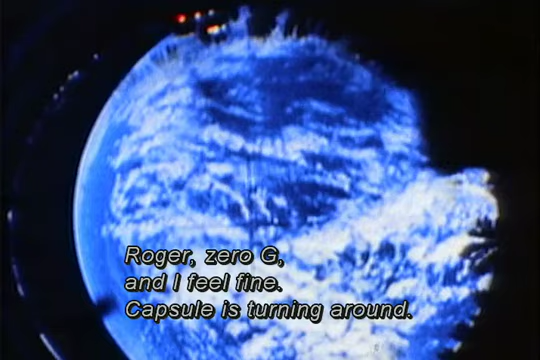 Roger, zero G,
and I feel fine.
Capsule is turning around.